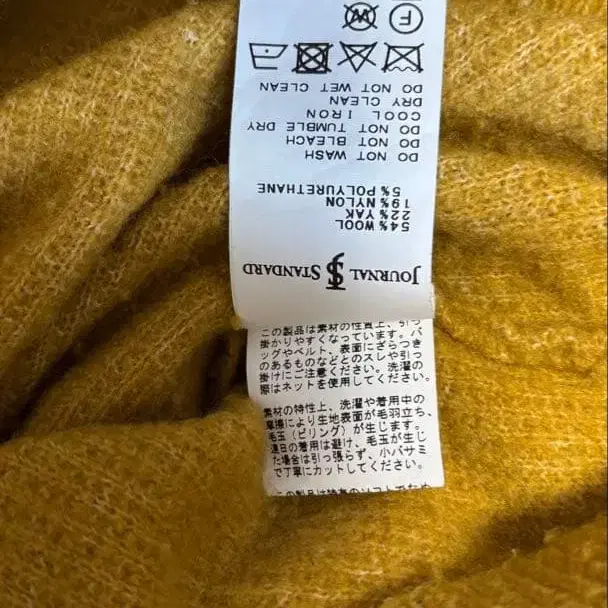 JOURNAL JS STANDARD
54% WOOL
22% YAK
19% NYLON
5% POLYURETHANE
DO NOT WASH
DO NOT BLEACH
DO NOT TUMBLE DRY
COOL IRON
DRY CLEAN
DO NOT WET CLEAN
F W
この製品は素材の性質上、引っ
掛かりやすくなっています。バ
ッグやベルト、表面にざらつき
のあるものなどとのスレや引っ
掛けにご注意ください。洗濯の
際はネットを使用してください。
素材の特性上、洗濯や着用中の
摩擦により生地表面が毛羽立ち、
毛玉(ピリング)が生じます。
連日の着用は避け、毛玉が生じ
た場合は引っ張らず、小バサミ
で丁寧にカットしてください。
この製品は